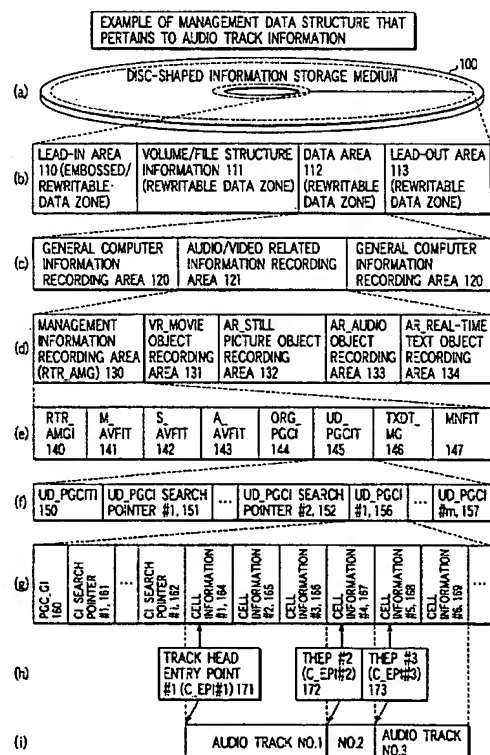 EXAMPLE OF MANAGEMENT DATA STRUCTURE THAT
PERTAINS TO AUDIO TRACK INFORMATION
100
DISC-SHAPED INFORMATION STORAGE MEDIUM
(a)
(b)
LEAD-IN AREA
110 (EMBOSSED/
REWRITABLE-
DATA ZONE)
VOLUME/FILE STRUCTURE
INFORMATION 111
(REWRITABLE DATA ZONE)
DATA AREA
112
(REWRITABLE
DATA ZONE)
LEAD-OUT AREA
113
(REWRITABLE
DATA ZONE)
(c)
GENERAL COMPUTER
INFORMATION
RECORDING AREA 120
AUDIO/VIDEO RELATED
INFORMATION RECORDING
AREA 121
GENERAL COMPUTER
INFORMATION
RECORDING AREA 120
(d)
MANAGEMENT
INFORMATION
RECORDING AREA
(RTR_AMG) 130
VR_MOVIE
OBJECT
RECORDING
AREA 131
AR_STILL
PICTURE OBJECT
RECORDING
AREA 132
AR_AUDIO
OBJECT
RECORDING
AREA 133
AR_REAL-TIME
TEXT OBJECT
RECORDING
AREA 134
(e)
RTR_
AMGI
140
M_
AVFIT
141
S_
AVFIT
142
A_
AVFIT
143
ORG_
PGCI
144
UD_
PGCIT
145
TXDT_
MG
146
MNFIT
147
(f)
UD_PGCITI
150
UD_PGCI SEARCH
POINTER #1, 151
...
UD_PGCI SEARCH
POINTER #2, 152
UD_PGCI
#1, 156
...
UD_PGCI
#m, 157
(g)
PGC_GI
160
CI SEARCH
POINTER
#1, 161
...
CI SEARCH
POINTER
#i, 162
CELL
INFORMATION
#1, 164
CELL
INFORMATION
#2, 165
CELL
INFORMATION
#3, 166
CELL
INFORMATION
#4, 167
CELL
INFORMATION
#5, 168
CELL
INFORMATION
#6, 169
...
(h)
TRACK HEAD
ENTRY POINT
#1 (C_EPI#1) 171
THEP #2
(C_EPI#2)
172
THEP #3
(C_EPI#3)
173
(i)
AUDIO TRACK NO.1
NO.2
AUDIO TRACK
NO.3